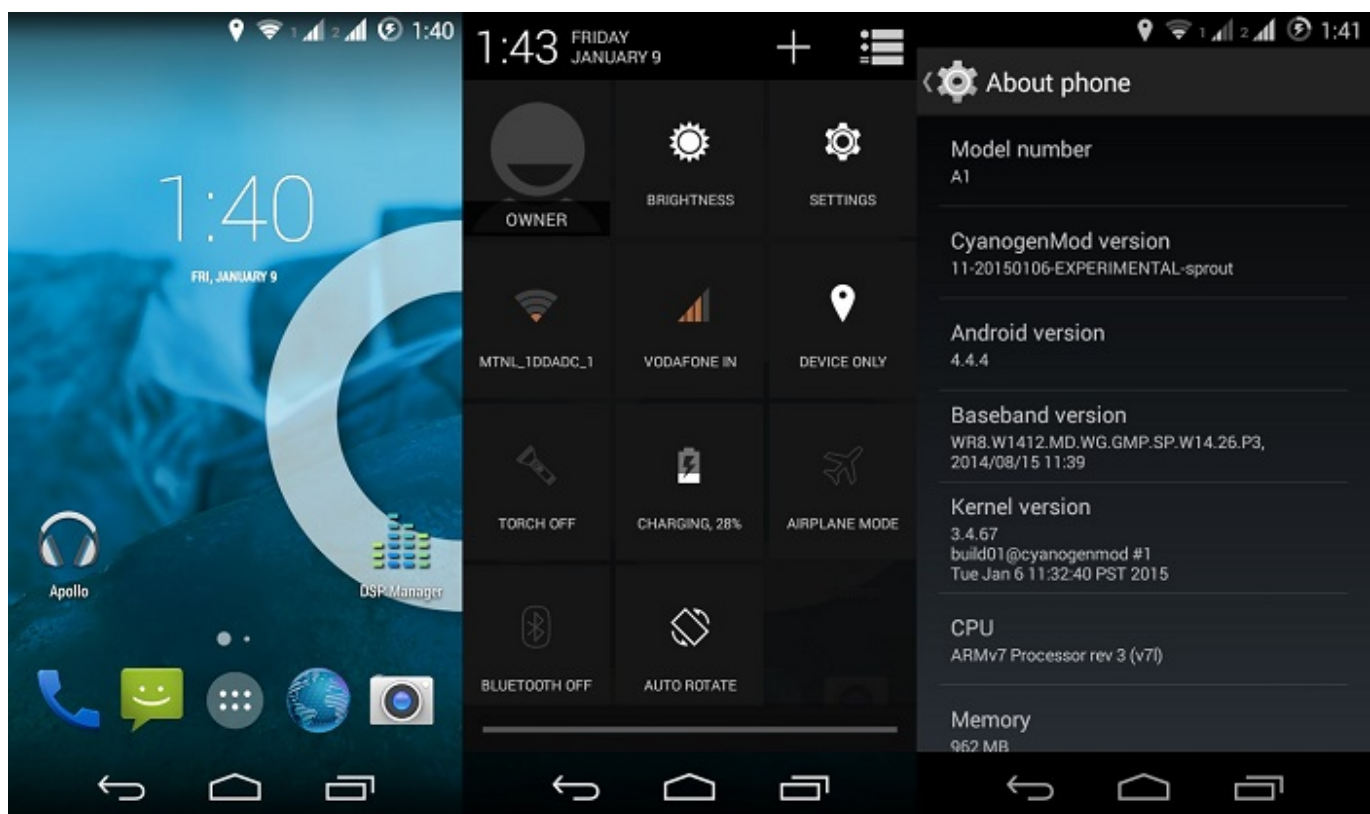 1 2 1:40
1:40
FRI, JANUARY 9
Apollo
DSP Manager
1:43 FRIDAY
JANUARY 9
OWNER
BRIGHTNESS
SETTINGS
MTNL_1DDADC_1
VODAFONE IN
DEVICE ONLY
TORCH OFF
CHARGING, 28%
AIRPLANE MODE
BLUETOOTH OFF
AUTO ROTATE
1 2 1:41
About phone
Model number
A1
CyanogenMod version
11-20150106-EXPERIMENTAL-sprout
Android version
4.4.4
Baseband version
WR8.W1412.MD.WG.GMP.SP.W14.26.P3,
2014/08/15 11:39
Kernel version
3.4.67
build01@cyanogenmod #1
Tue Jan 6 11:32:40 PST 2015
CPU
ARMv7 Processor rev 3 (v7l)
Memory
962 MB